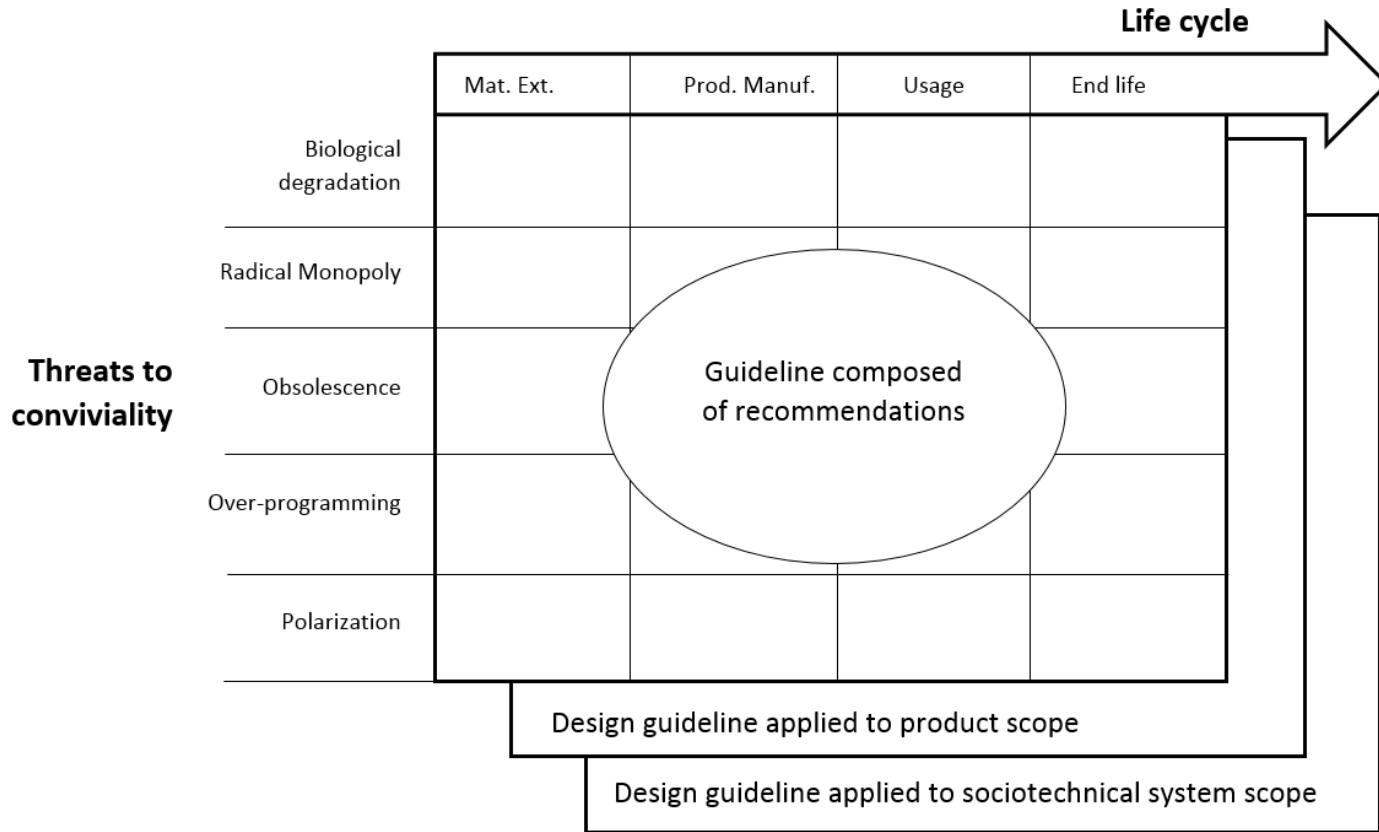 Life cycle
Mat. Ext.
Prod. Manuf.
Usage
End life
Biological
degradation
Radical Monopoly
Threats to
conviviality
Obsolescence
Guideline composed
of recommendations
Over-programming
Polarization
Design guideline applied to product scope
Design guideline applied to sociotechnical system scope